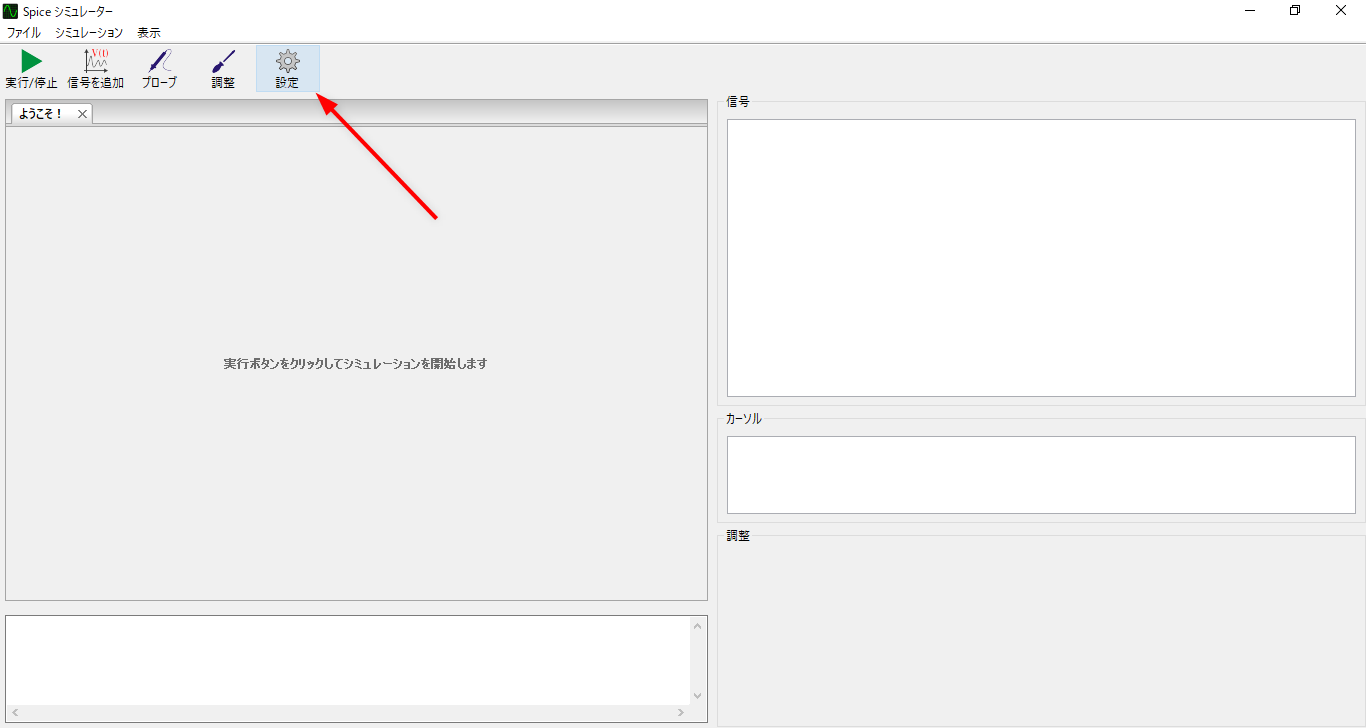 Spice シミュレーター
ファイル シミュレーション 表示
V(t)
実行/停止 信号を追加 プローブ 調整 設定
ようこそ！
実行ボタンをクリックしてシミュレーションを開始します
信号
カーソル
調整